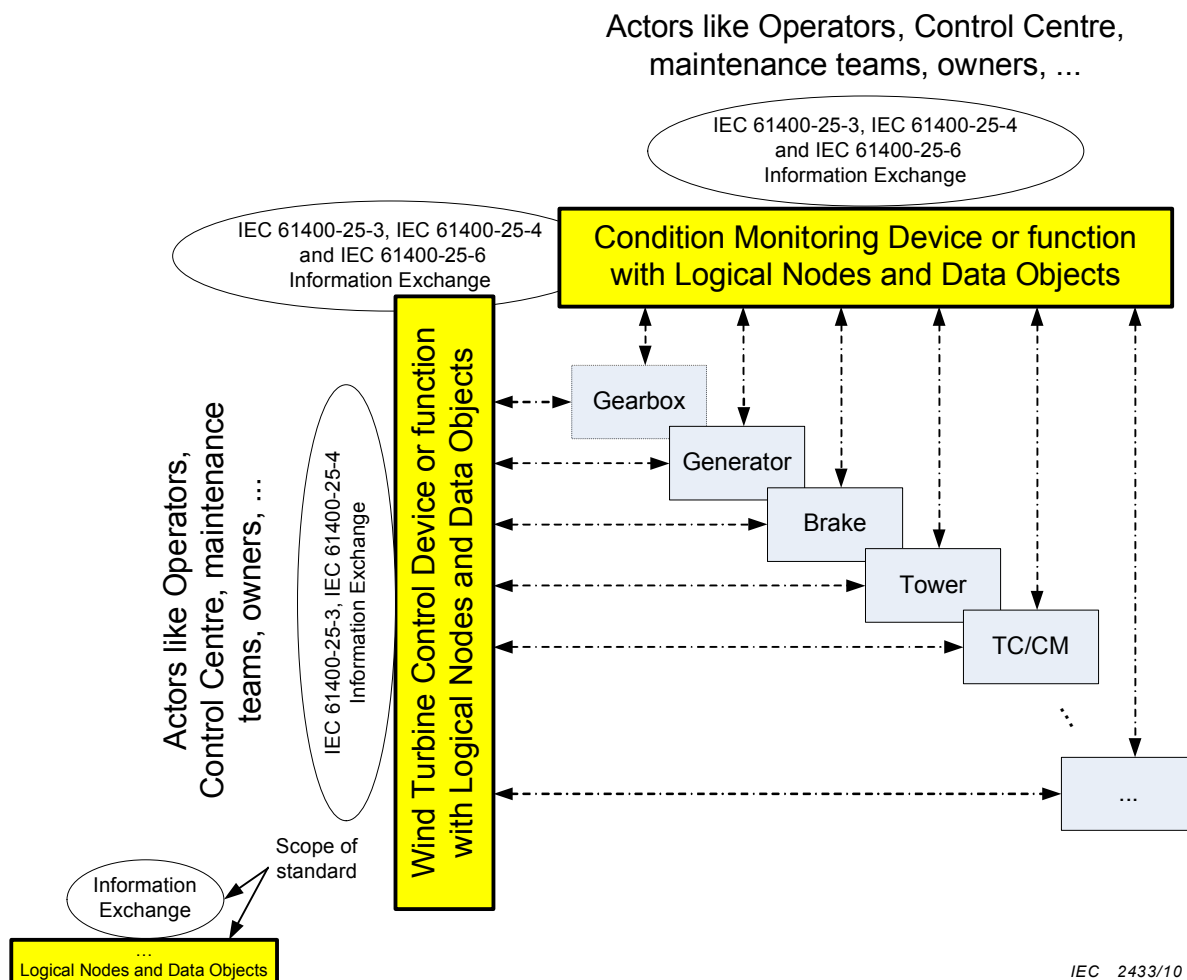 Actors like Operators, Control Centre,
maintenance teams, owners, ...
IEC 61400-25-3, IEC 61400-25-4
and IEC 61400-25-6
Information Exchange
IEC 61400-25-3, IEC 61400-25-4
and IEC 61400-25-6
Information Exchange
Condition Monitoring Device or function
with Logical Nodes and Data Objects
Actors like Operators,
Control Centre, maintenance
teams, owners, ...
IEC 61400-25-3, IEC 61400-25-4
Information Exchange
Wind Turbine Control Device or function
with Logical Nodes and Data Objects
Gearbox
Generator
Brake
Tower
TC/CM
...
...
Scope of
standard
Information
Exchange
...
Logical Nodes and Data Objects
IEC 2433/10